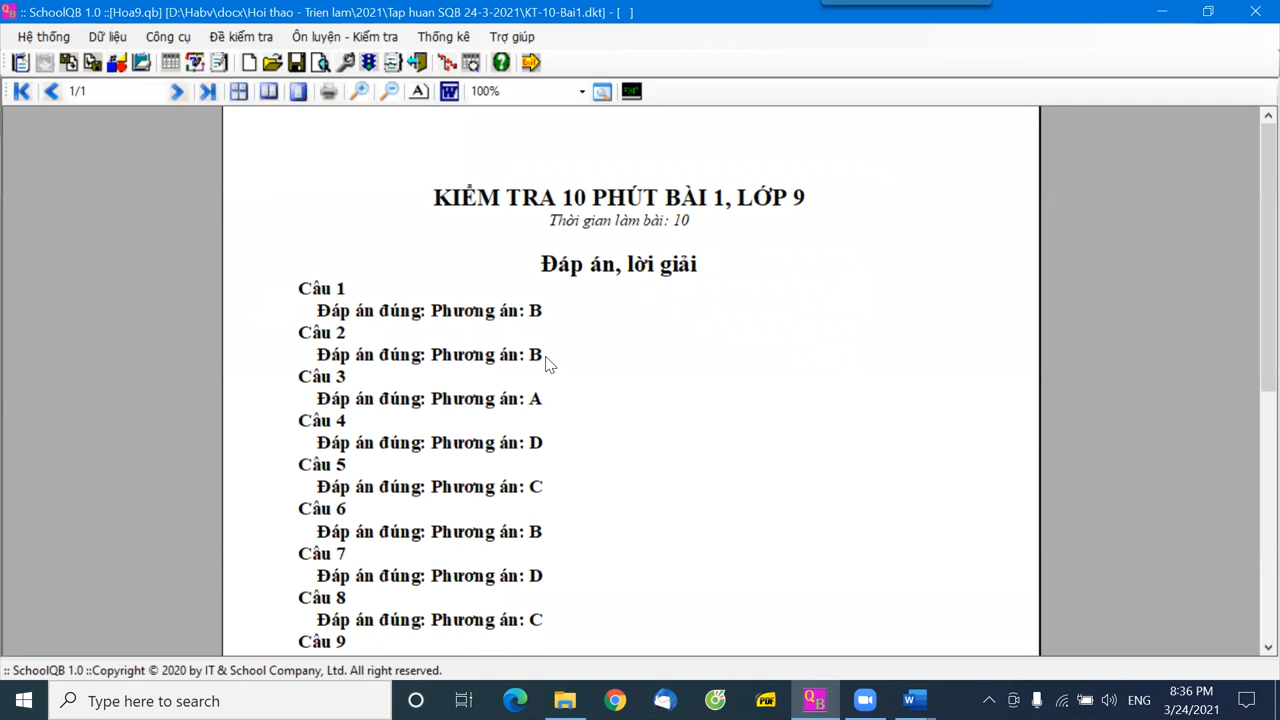 :: SchoolQB 1.0 ::[Hoa9.qb] [D:\Habv\docx\Hoi thao - Trien lam\2021\Tap huan SQB 24-3-2021\KT-10-Bai1.dkt] - [ ]
Hệ thống Dữ liệu Công cụ Đề kiểm tra Ôn luyện - Kiểm tra Thống kê Trợ giúp
1/1 100%
KIỂM TRA 10 PHÚT BÀI 1, LỚP 9
Thời gian làm bài: 10
Đáp án, lời giải
Câu 1
Đáp án đúng: Phương án: B
Câu 2
Đáp án đúng: Phương án: B
Câu 3
Đáp án đúng: Phương án: A
Câu 4
Đáp án đúng: Phương án: D
Câu 5
Đáp án đúng: Phương án: C
Câu 6
Đáp án đúng: Phương án: B
Câu 7
Đáp án đúng: Phương án: D
Câu 8
Đáp án đúng: Phương án: C
Câu 9
:: SchoolQB 1.0 ::Copyright © 2020 by IT & School Company, Ltd. All right reserved.
Type here to search
ENG
8:36 PM
3/24/2021